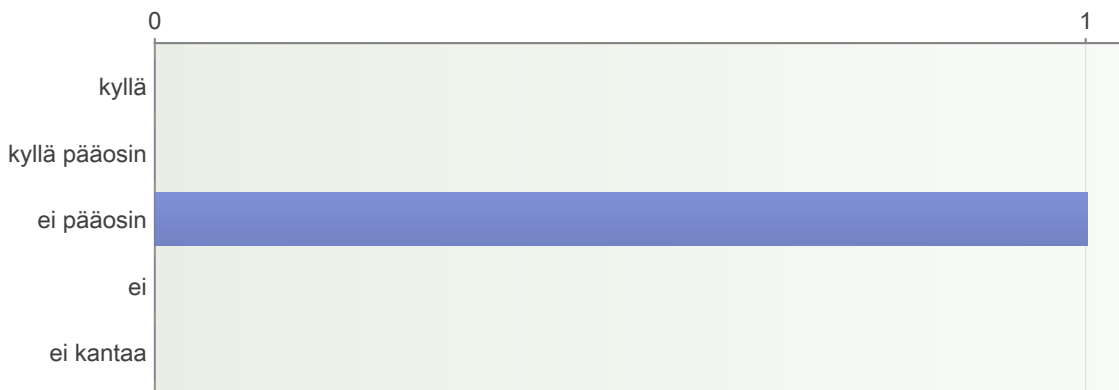 0 1
kyllä
kyllä pääosin
ei pääosin
ei
ei kantaa